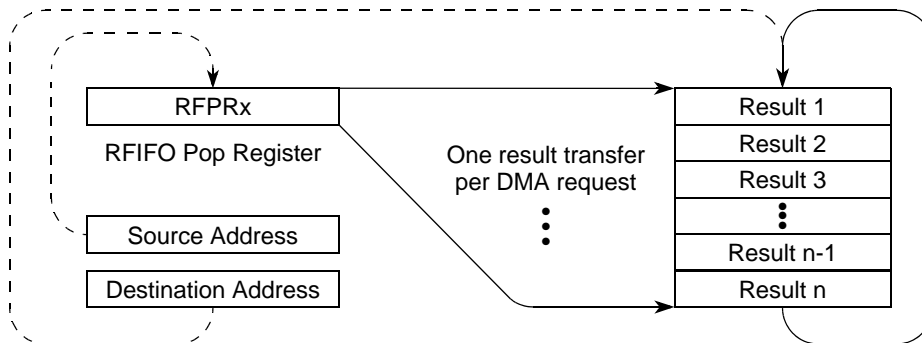 RFPRx
RFIFO Pop Register
Source Address
Destination Address
One result transfer
per DMA request
Result 1
Result 2
Result 3
Result n-1
Result n